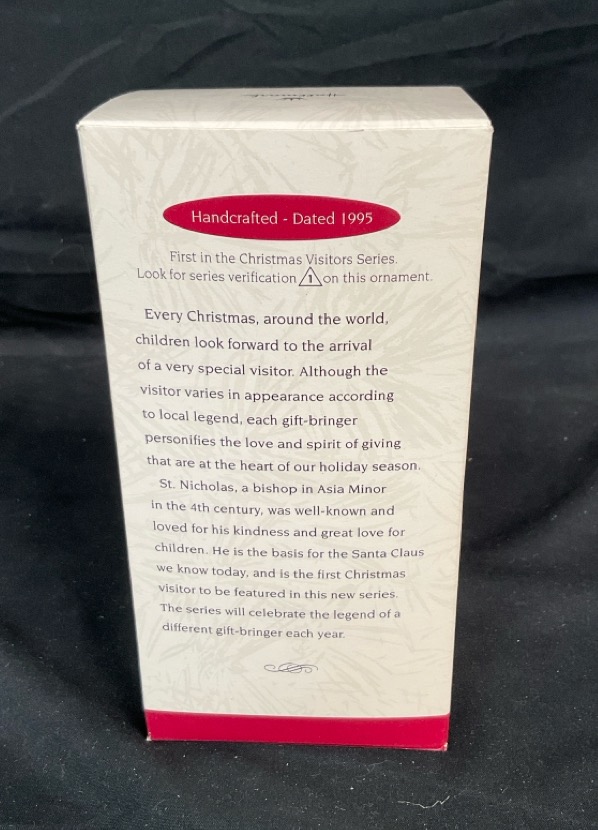 Hallmark
Handcrafted - Dated 1995
First in the Christmas Visitors Series.
Look for series verification 1 on this ornament.
Every Christmas, around the world,
children look forward to the arrival
of a very special visitor. Although the
visitor varies in appearance according
to local legend, each gift-bringer
personifies the love and spirit of giving
that are at the heart of our holiday season.
St. Nicholas, a bishop in Asia Minor
in the 4th century, was well-known and
loved for his kindness and great love for
children. He is the basis for the Santa Claus
we know today, and is the first Christmas
visitor to be featured in this new series.
The series will celebrate the legend of a
different gift-bringer each year.